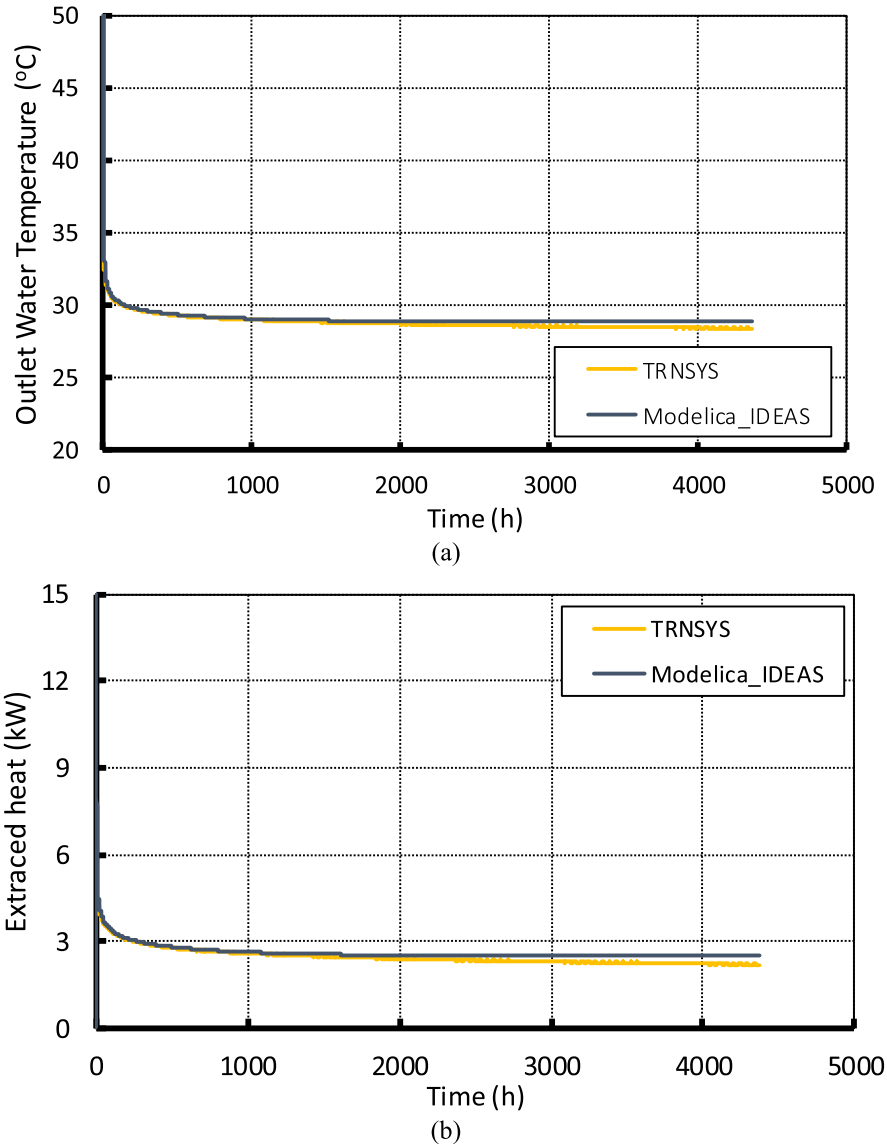 Outlet Water Temperature (°C)
50
45
40
35
30
25
20
TRNSYS
Modelica_IDEAS
0 1000 2000 3000 4000 5000
Time (h)
(a)
Extraced heat (kW)
15
12
9
6
3
0
TRNSYS
Modelica_IDEAS
0 1000 2000 3000 4000 5000
Time (h)
(b)